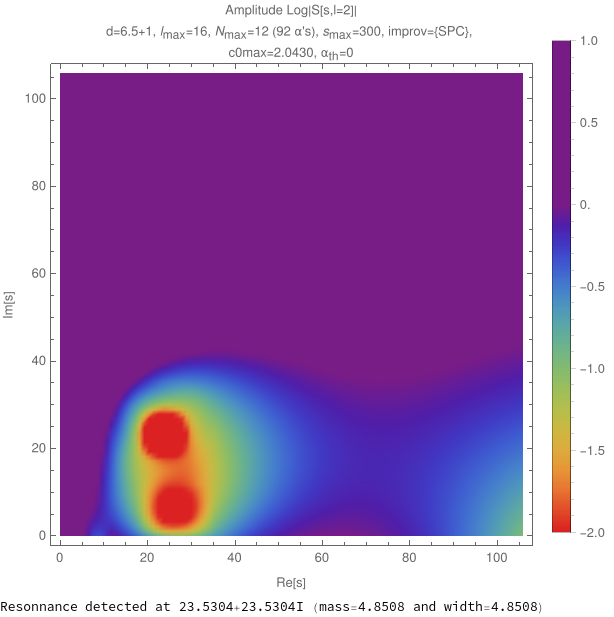 Amplitude Log|S[s,l=2]|
d=6.5+1, lmax=16, Nmax=12 (92 α's), smax=300, improv={SPC},
c0max=2.0430, αth=0
100
80
60
40
20
0
Im[s]
0 20 40 60 80 100
Re[s]
1.0
0.5
0.
−0.5
−1.0
−1.5
−2.0
Resonnance detected at 23.5304+23.5304I (mass=4.8508 and width=4.8508)